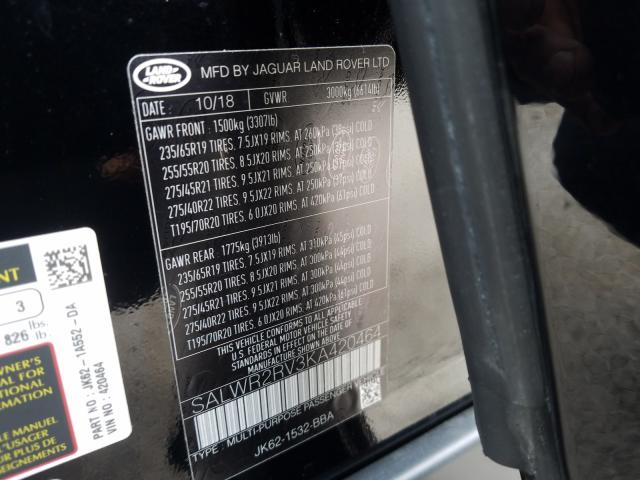 LAND ROVER
MFD BY JAGUAR LAND ROVER LTD
DATE : 10/18 GVWR 3000kg (6614lb)
GAWR FRONT : 1500kg (3307lb)
235/65R19 TIRES, 7.5JX19 RIMS. AT 260kPa (38psi) COLD
255/55R20 TIRES, 8.5JX20 RIMS. AT 250kPa COLD
275/45R21 TIRES, 9.5JX21 RIMS. AT 250kPa COLD
275/40R22 TIRES, 9.5JX22 RIMS. AT 250kPa (37psi) COLD
T195/70R20 TIRES, 6.0JX20 RIMS. AT 420kPa (61psi) COLD
GAWR REAR : 1775kg (3913lb)
235/65R19 TIRES, 7.5JX19 RIMS. AT 310kPa (45psi) COLD
255/55R20 TIRES, 8.5JX20 RIMS. AT 300kPa (44psi) COLD
275/45R21 TIRES, 9.5JX21 RIMS. AT 300kPa (44psi) COLD
275/40R22 TIRES, 9.5JX22 RIMS. AT 300kPa (44psi) COLD
T195/70R20 TIRES, 6.0JX20 RIMS. AT 420kPa (61psi) COLD
THIS VEHICLE CONFORMS TO ALL APPLICABLE
U.S. FEDERAL MOTOR VEHICLE SAFETY
AND THEFT PREVENTION STANDARDS
IN EFFECT ON THE DATE OF
MANUFACTURE SHOWN ABOVE
SALWR2RV3KA420464
TYPE : MULTI-PURPOSE PASSENGER
JK62-1532-BBA
3
lbs.
826 lbs.
OWNER'S
L'USAGER
PART NO : JK62-1A552-DA
VIN NO : 420464